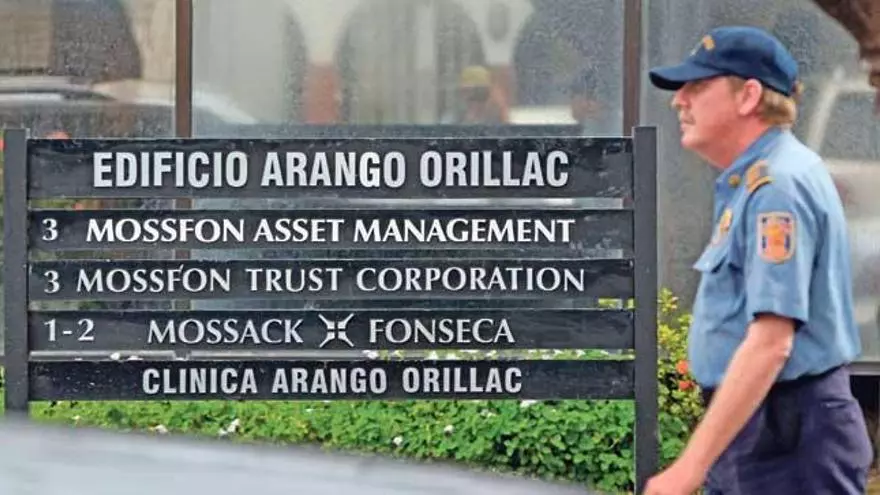 EDIFICIO ARANGO ORILLAC
3 MOSSFON ASSET MANAGEMENT
3 MOSSFON TRUST CORPORATION
1-2 MOSSACK FONSECA
CLINICA ARANGO ORILLAC